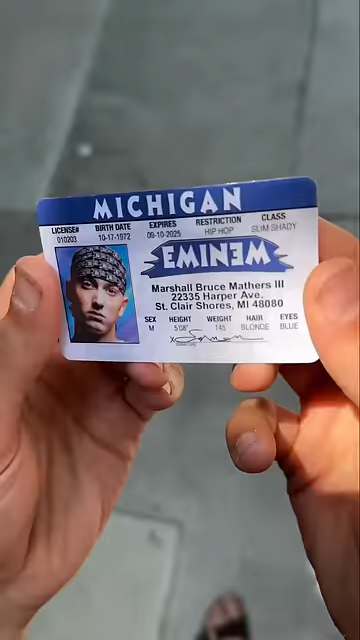 MICHIGAN
LICENSE# BIRTH DATE EXPIRES RESTRICTION CLASS
010203 10-17-1972 09-10-2025 HIP HOP SLIM SHADY
EMINƎM
Marshall Bruce Mathers III
22335 Harper Ave.
St. Clair Shores, MI 48080
SEX HEIGHT WEIGHT HAIR EYES
M 5'08" 145 BLONDE BLUE